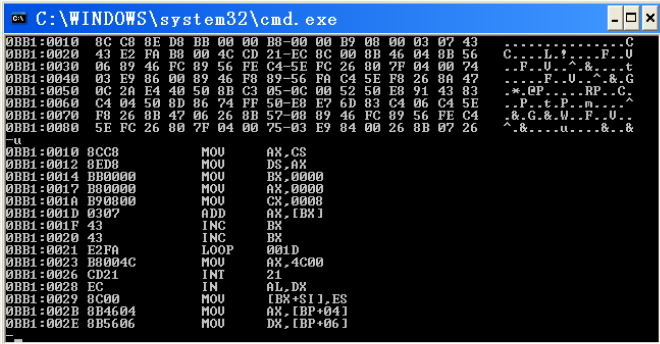 C:\WINDOWS\system32\cmd.exe
0BB1:0010 8C C8 8E D8 BB 00 00 B8-00 00 B9 08 00 03 07 43 ...............C
0BB1:0020 43 E2 FA B8 00 4C CD 21-EC 8C 00 8B 46 04 8B 56 C....L.!....F..V
0BB1:0030 06 89 46 FC 89 56 FE C4-5E FC 26 80 7F 04 00 74 ..F..V..^.&....t
0BB1:0040 03 E9 86 00 89 46 F8 89-56 FA C4 5E F8 26 8A 47 .....F..V..^.&.G
0BB1:0050 0C 2A E4 40 50 8B C3 05-0C 00 52 50 E8 91 43 83 .*.@P.....RP..C.
0BB1:0060 C4 04 50 8D 86 74 FF 50-E8 E7 6D 83 C4 06 C4 5E ..P..t.P..m....^
0BB1:0070 F8 26 8B 47 06 26 8B 57-08 89 46 FC 89 56 FE C4 .&.G.&.W..F..V..
0BB1:0080 5E FC 26 80 7F 04 00 75-03 E9 84 00 26 8B 07 26 ^.&....u....&..&
-u
0BB1:0010 8CC8 MOV AX,CS
0BB1:0012 8ED8 MOV DS,AX
0BB1:0014 BB0000 MOV BX,0000
0BB1:0017 B80000 MOV AX,0000
0BB1:001A B90800 MOV CX,0008
0BB1:001D 0307 ADD AX,[BX]
0BB1:001F 43 INC BX
0BB1:0020 43 INC BX
0BB1:0021 E2FA LOOP 001D
0BB1:0023 B8004C MOV AX,4C00
0BB1:0026 CD21 INT 21
0BB1:0028 EC IN AL,DX
0BB1:0029 8C00 MOV [BX+SI],ES
0BB1:002B 8B4604 MOV AX,[BP+04]
0BB1:002E 8B5606 MOV DX,[BP+06]
-